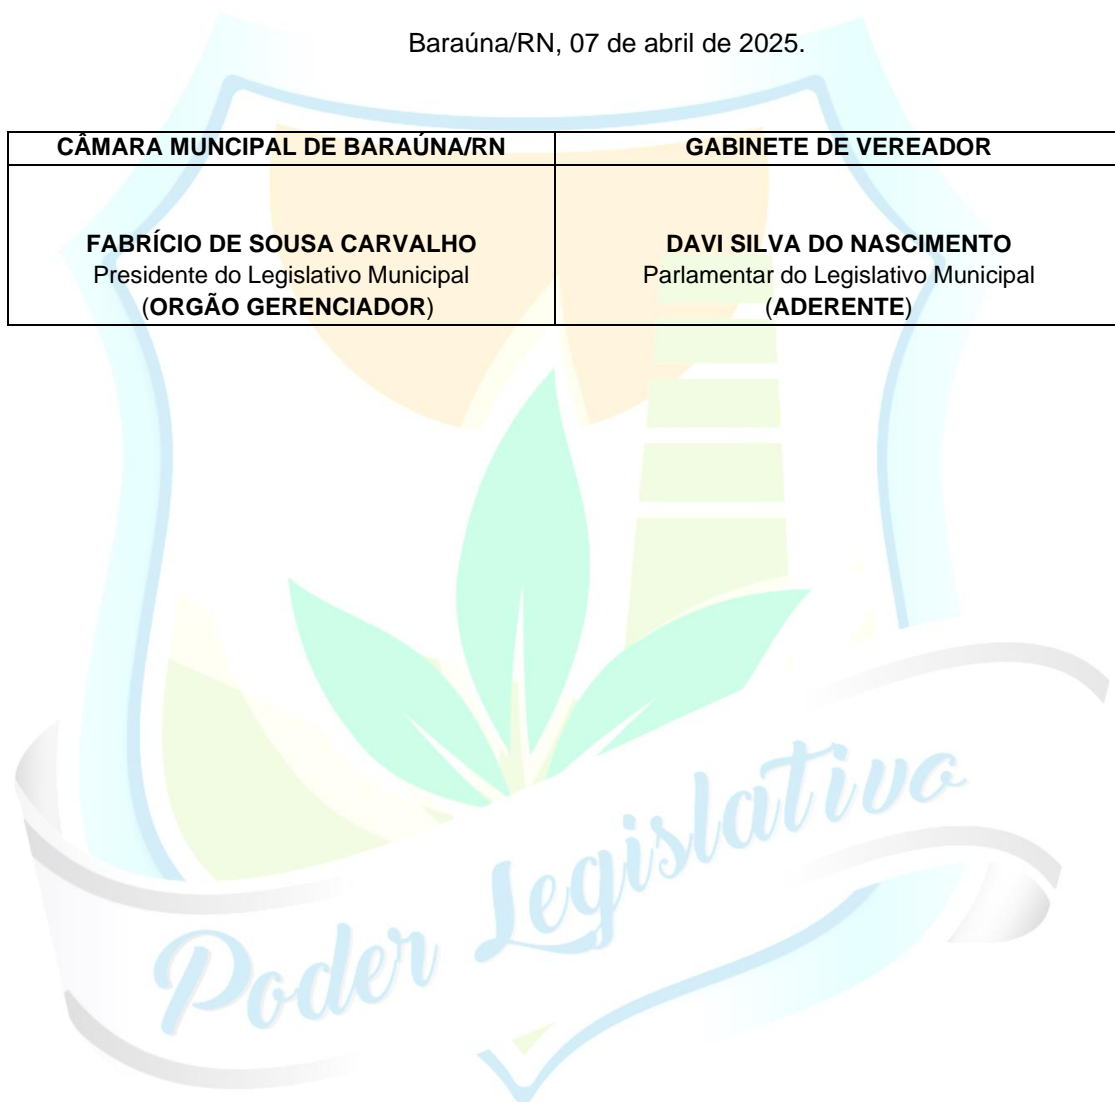 Baraúna/RN, 07 de abril de 2025.
CÂMARA MUNCIPAL DE BARAÚNA/RN
FABRÍCIO DE SOUSA CARVALHO
Presidente do Legislativo Municipal
(ORGÃO GERENCIADOR)
GABINETE DE VEREADOR
DAVI SILVA DO NASCIMENTO
Parlamentar do Legislativo Municipal
(ADERENTE)
Poder Legislativo